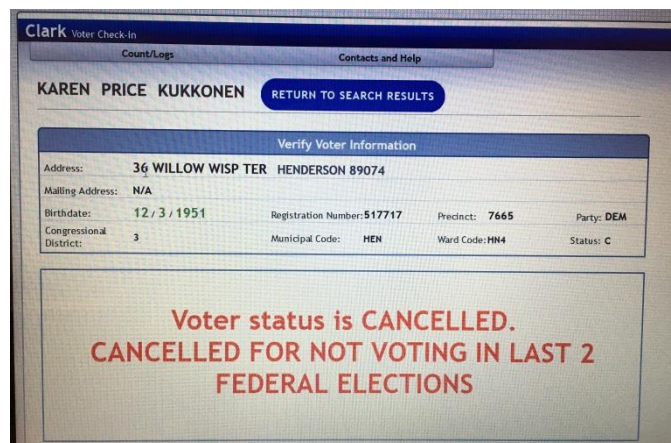 Clark Voter Check-in
Count/Logs Contacts and Help
KAREN PRICE KUKKONEN RETURN TO SEARCH RESULTS
Verify Voter Information
Address: 36 WILLOW WISP TER HENDERSON 89074
Mailing Address: N/A
Birthdate: 12/3/1951 Registration Number: 517717 Precinct: 7665 Party: DEM
Congressional
District: 3 Municipal Code: HEN Ward Code: HN4 Status: C
Voter status is CANCELLED.
CANCELLED FOR NOT VOTING IN LAST 2
FEDERAL ELECTIONS